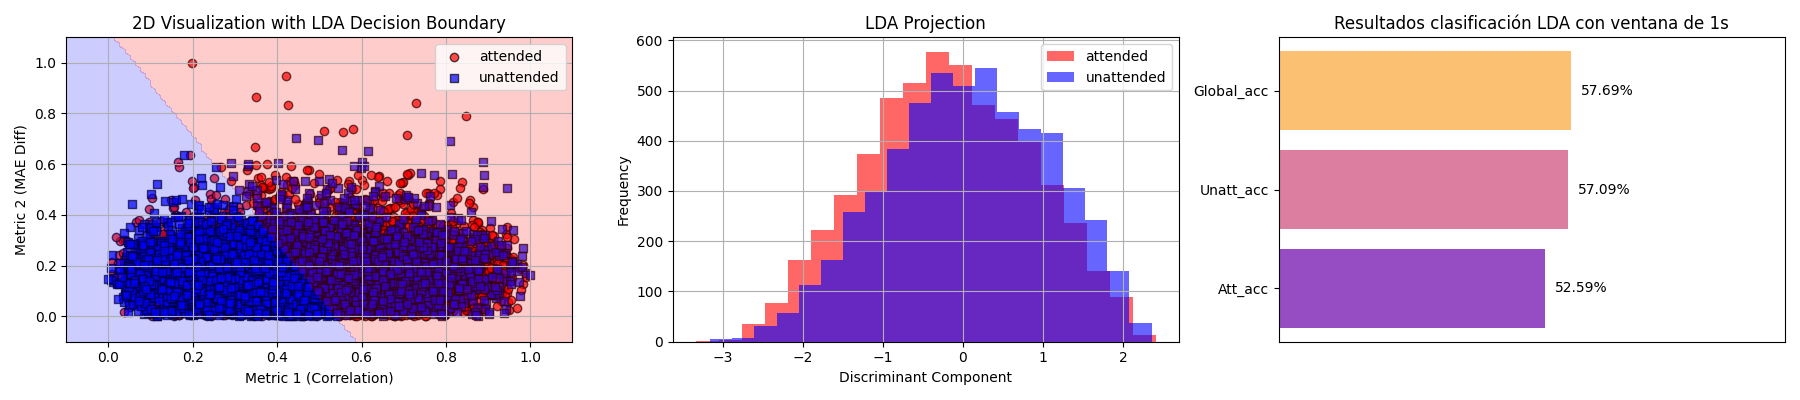 2D Visualization with LDA Decision Boundary
attended
unattended
Metric 2 (MAE Diff)
1.0
0.8
0.6
0.4
0.2
0.0
0.0 0.2 0.4 0.6 0.8 1.0
Metric 1 (Correlation)
LDA Projection
attended
unattended
Frequency
600
500
400
300
200
100
0
−3 −2 −1 0 1 2
Discriminant Component
Resultados clasificación LDA con ventana de 1s
Global_acc 57.69%
Unatt_acc 57.09%
Att_acc 52.59%